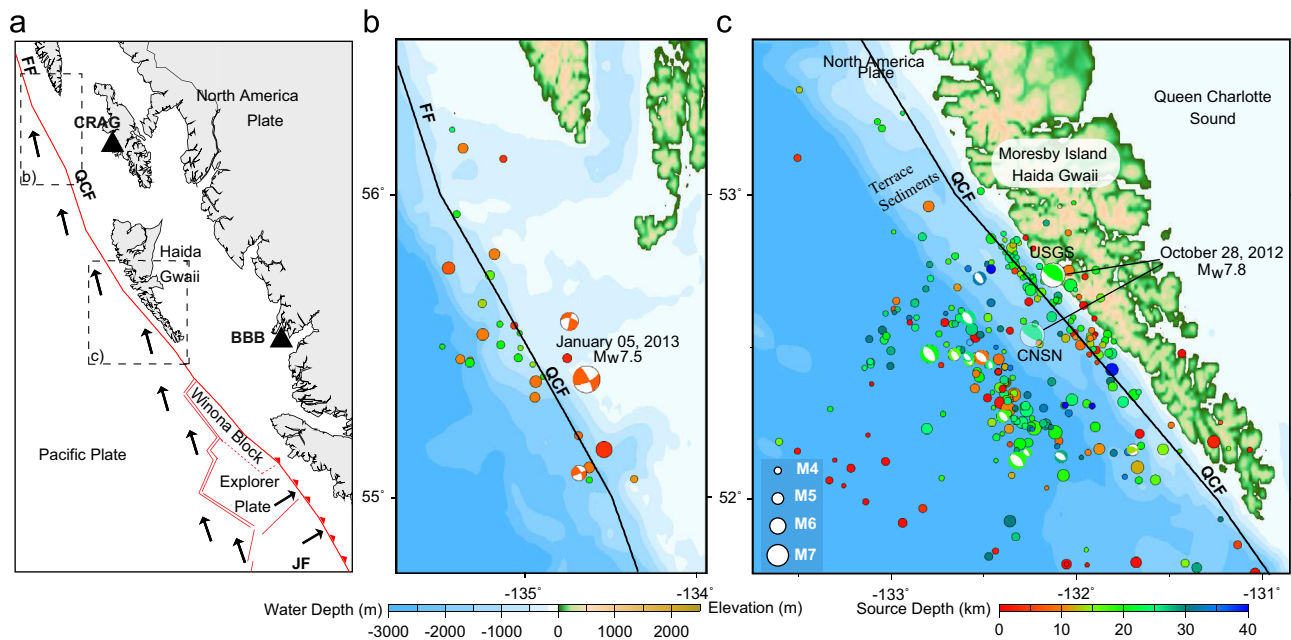 a
FF
North America
Plate
CRAG
b)
QCF
Haida
Gwaii
c)
BBB
Winona Block
Pacific Plate
Explorer
Plate
JF
b
FF
56˚
January 05, 2013
MW7.5
QCF
55˚
-135˚
-134˚
c
North America
Plate
Queen Charlotte
Sound
53˚
Moresby Island
Haida Gwaii
Terrace
Sediments
QCF
USGS
October 28, 2012
MW7.8
CNSN
M4
M5
M6
M7
QCF
52˚
-133˚
-132˚
-131˚
Water Depth (m)
Elevation (m)
-3000 -2000 -1000 0 1000 2000
Source Depth (km)
0 10 20 30 40